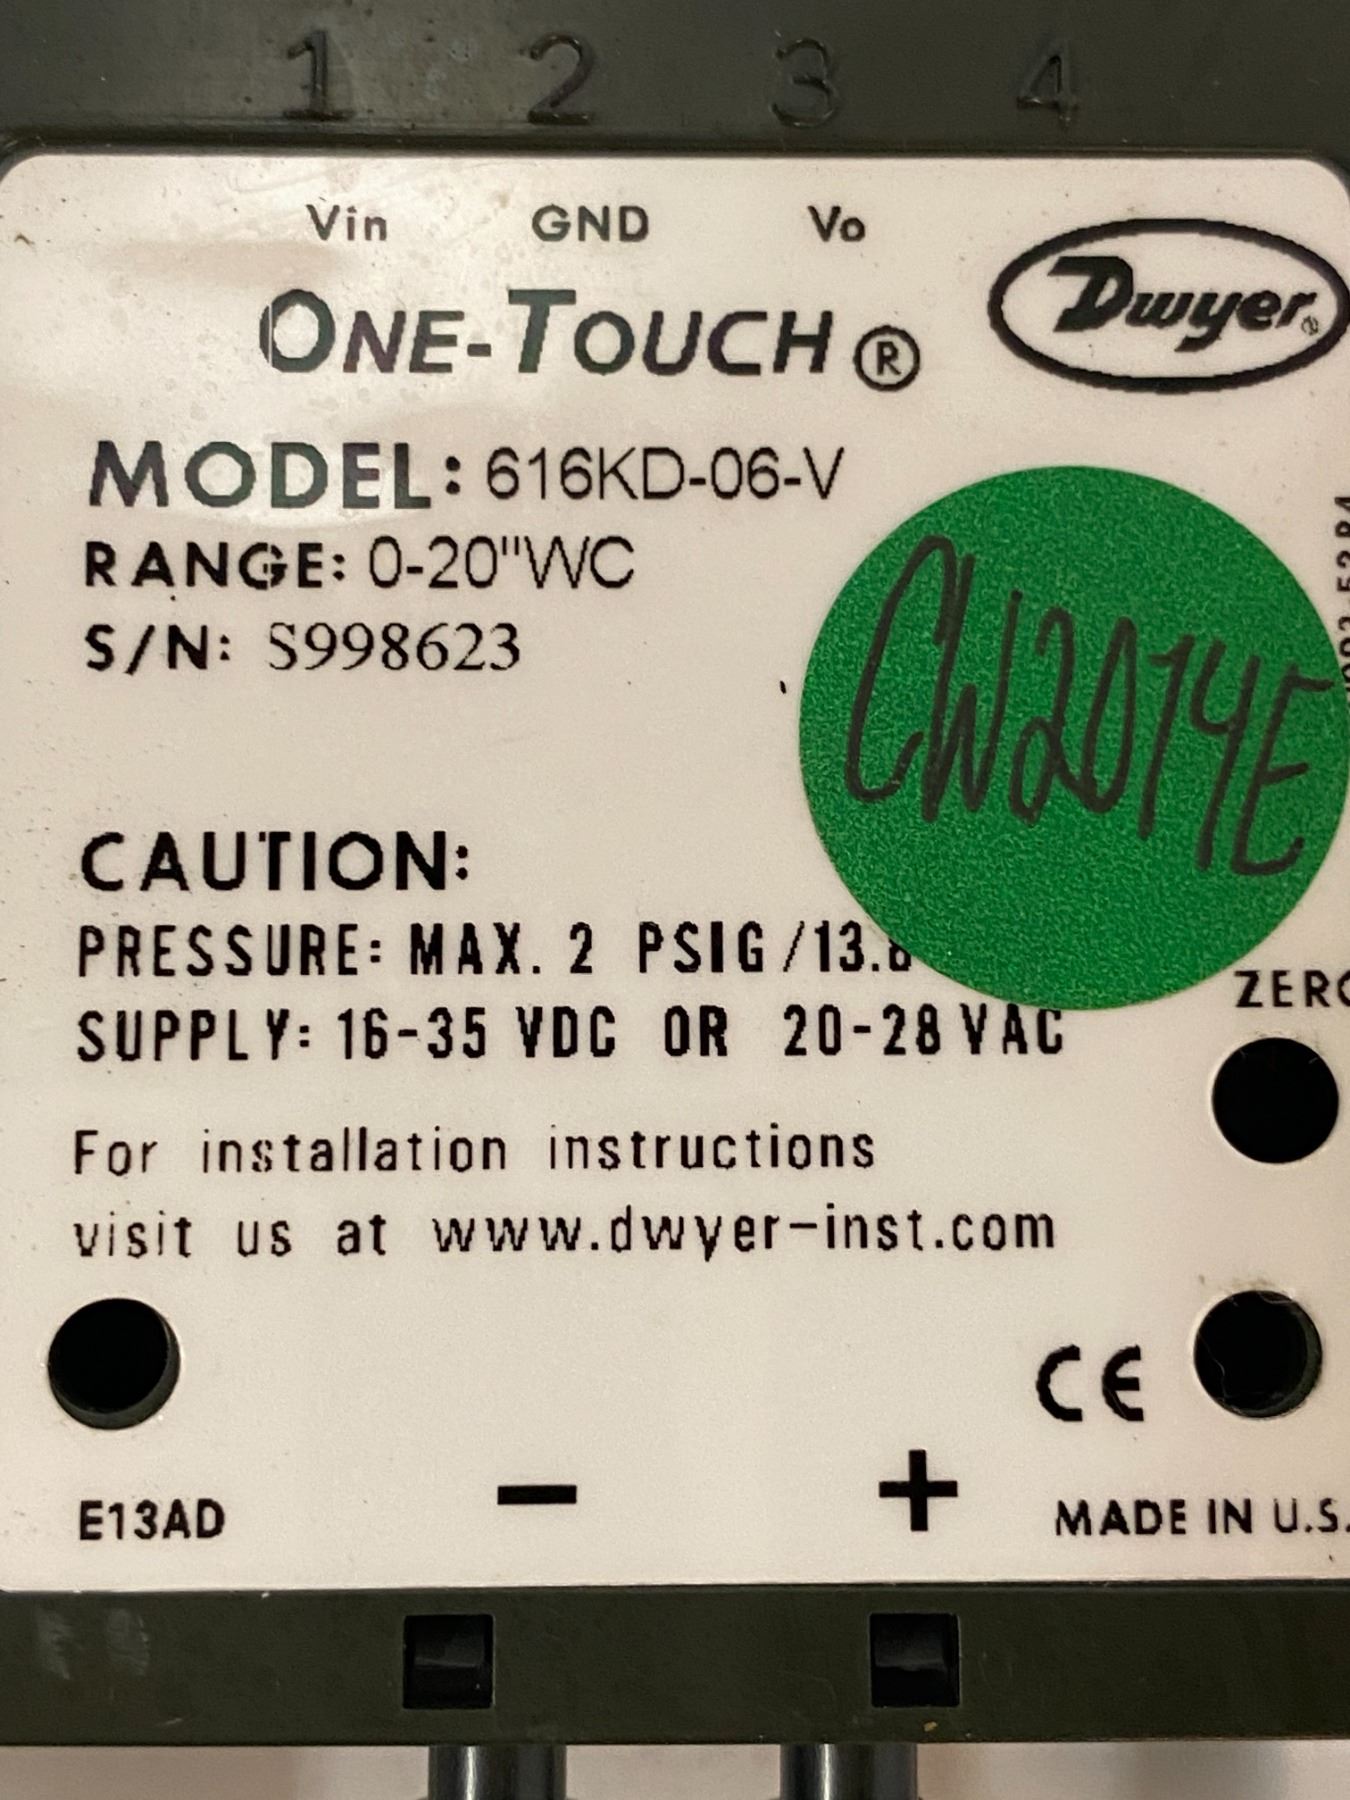 1 2 3 4
Vin GND Vo
ONE-TOUCH ®
Dwyer®
MODEL: 616KD-06-V
RANGE: 0-20"WC
S/N: S998623
CW2014E
CAUTION:
PRESSURE: MAX. 2 PSIG/13.8
SUPPLY: 16-35 VDC OR 20-28 VAC
ZERO
For installation instructions
visit us at www.dwyer-inst.com
CE
E13AD
- +
MADE IN U.S.